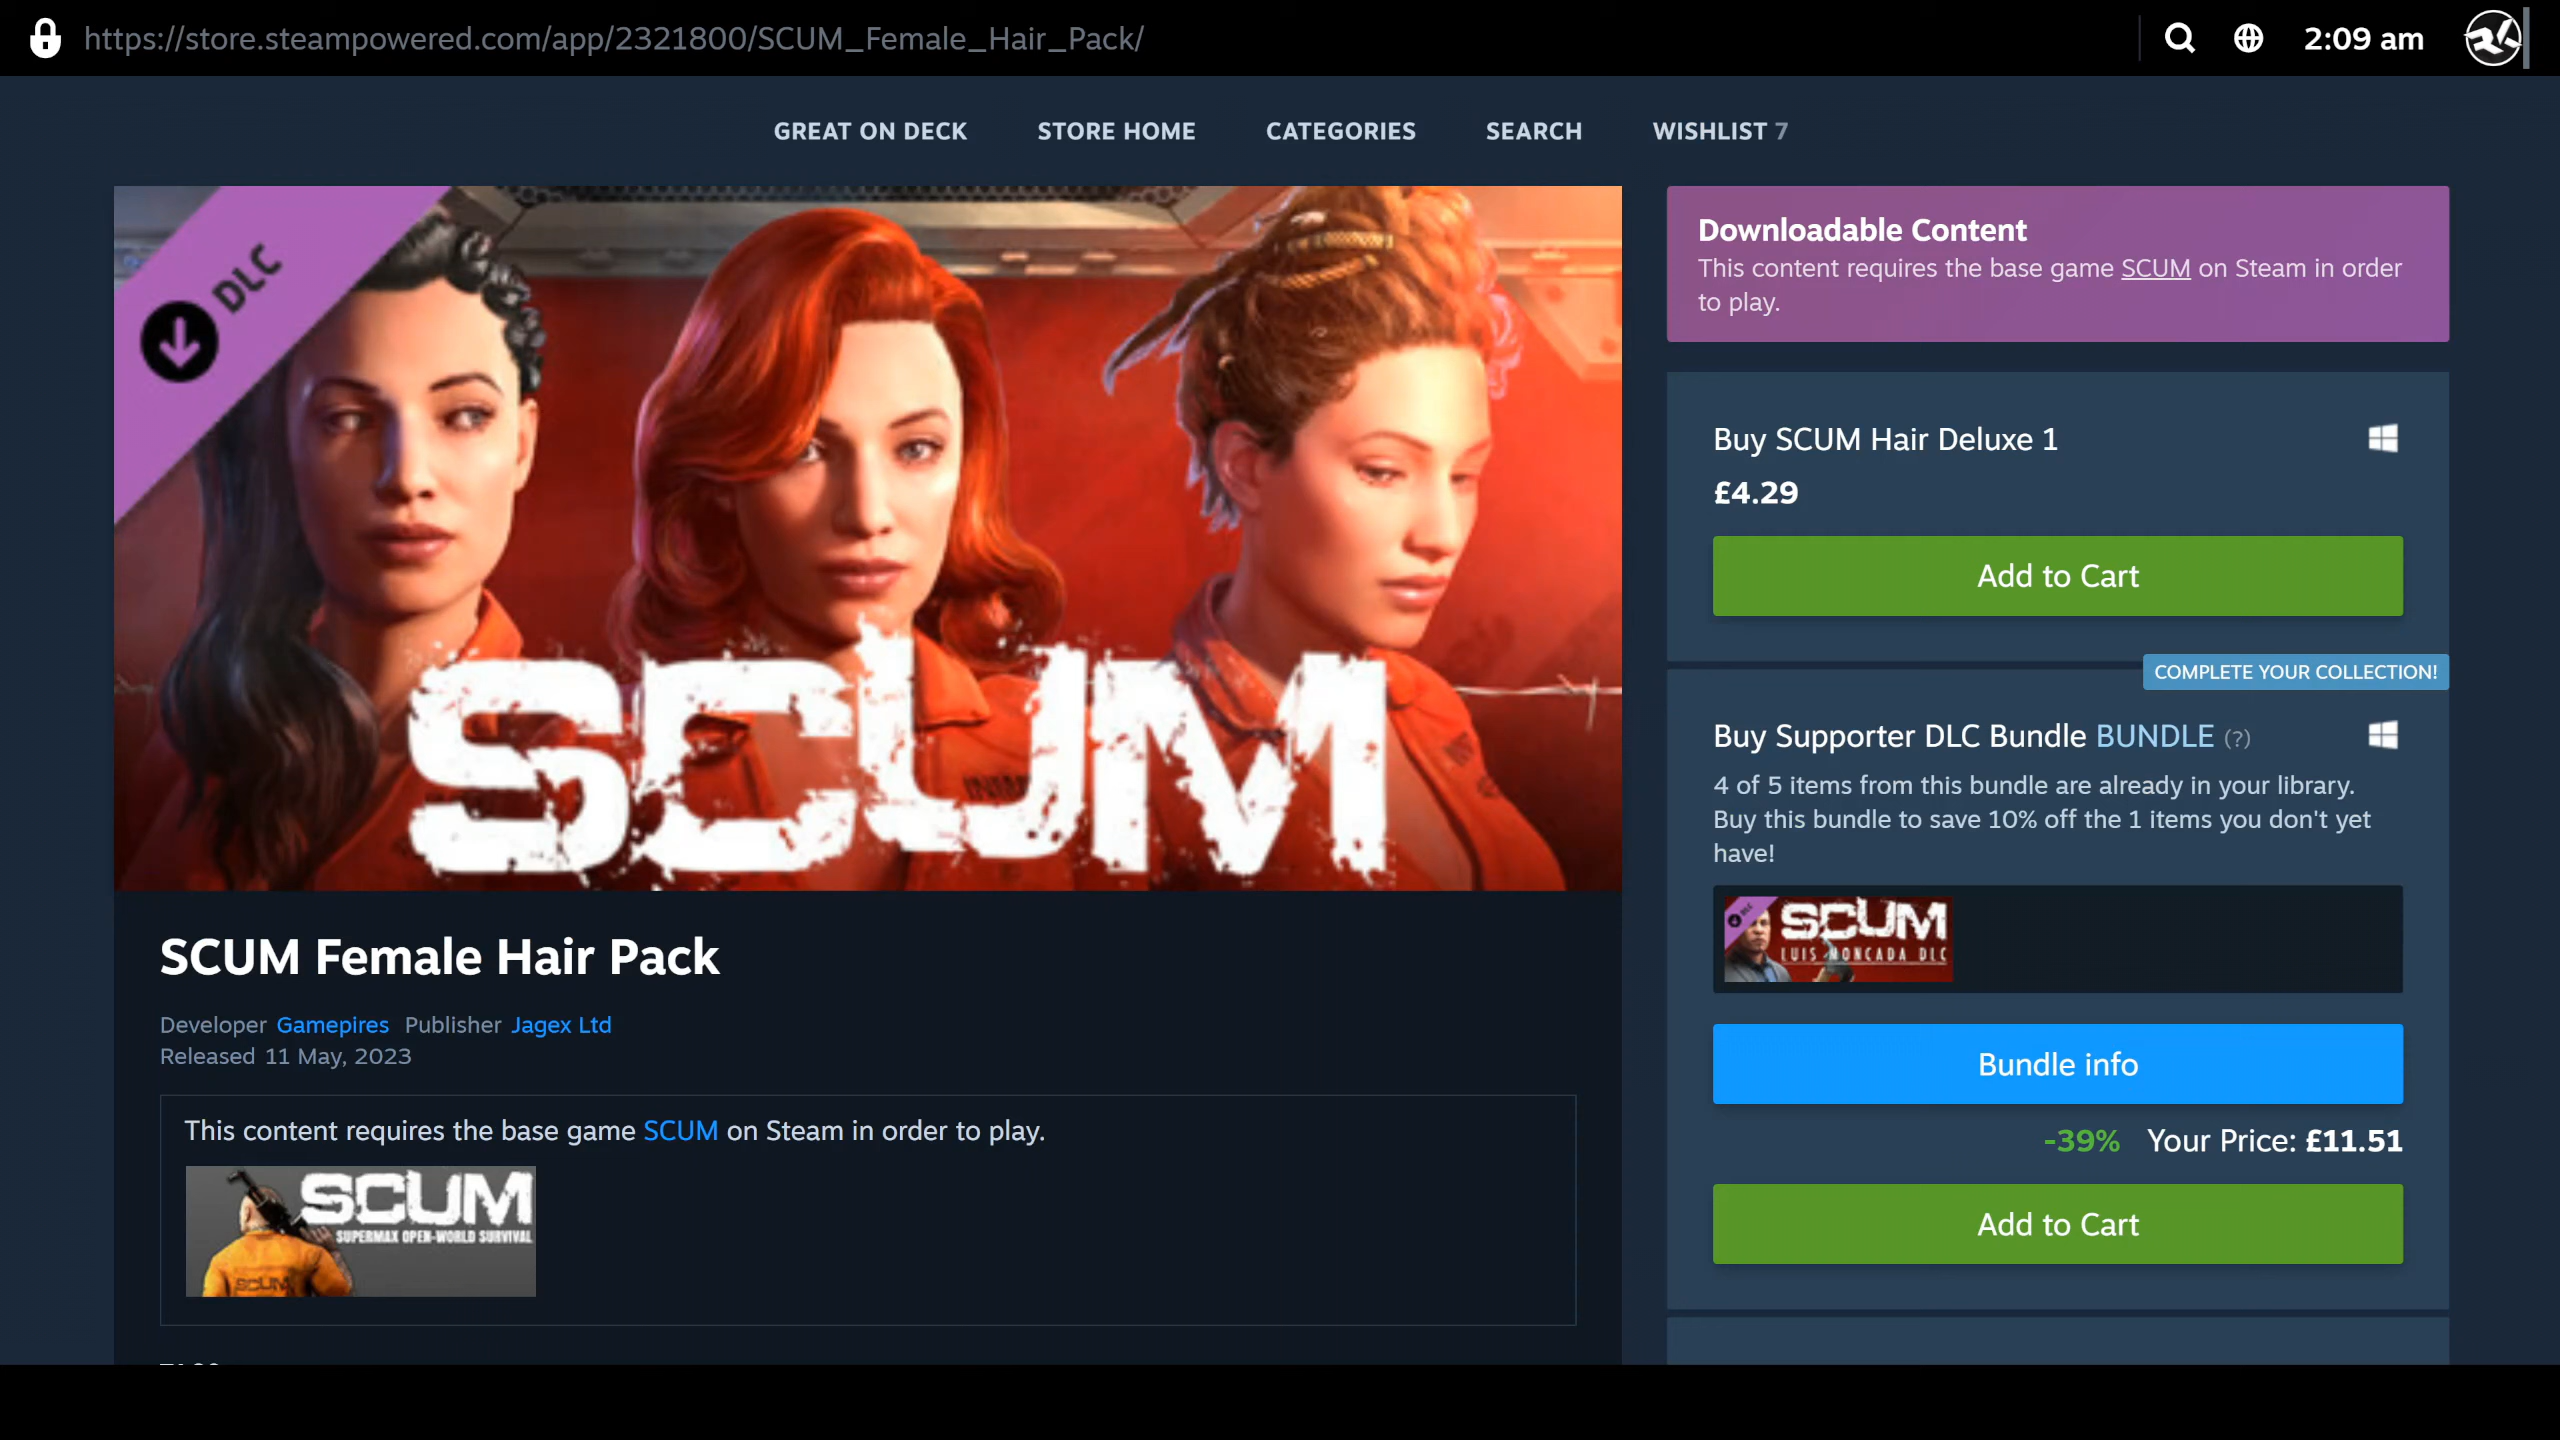 https://store.steampowered.com/app/2321800/SCUM_Female_Hair_Pack/
2:09 am
GREAT ON DECK
STORE HOME
CATEGORIES
SEARCH
WISHLIST 7
DLC
SCUM
SCUM Female Hair Pack
Developer Gamepires Publisher Jagex Ltd
Released 11 May, 2023
This content requires the base game SCUM on Steam in order to play.
SCUM
SUPERMAX OPEN-WORLD SURVIVAL
SCUM
Downloadable Content
This content requires the base game SCUM on Steam in order
to play.
Buy SCUM Hair Deluxe 1
£4.29
Add to Cart
COMPLETE YOUR COLLECTION!
Buy Supporter DLC Bundle BUNDLE (?)
4 of 5 items from this bundle are already in your library.
Buy this bundle to save 10% off the 1 items you don't yet
have!
DLC
SCUM
LUIS MONCADA DLC
Bundle info
-39% Your Price: £11.51
Add to Cart